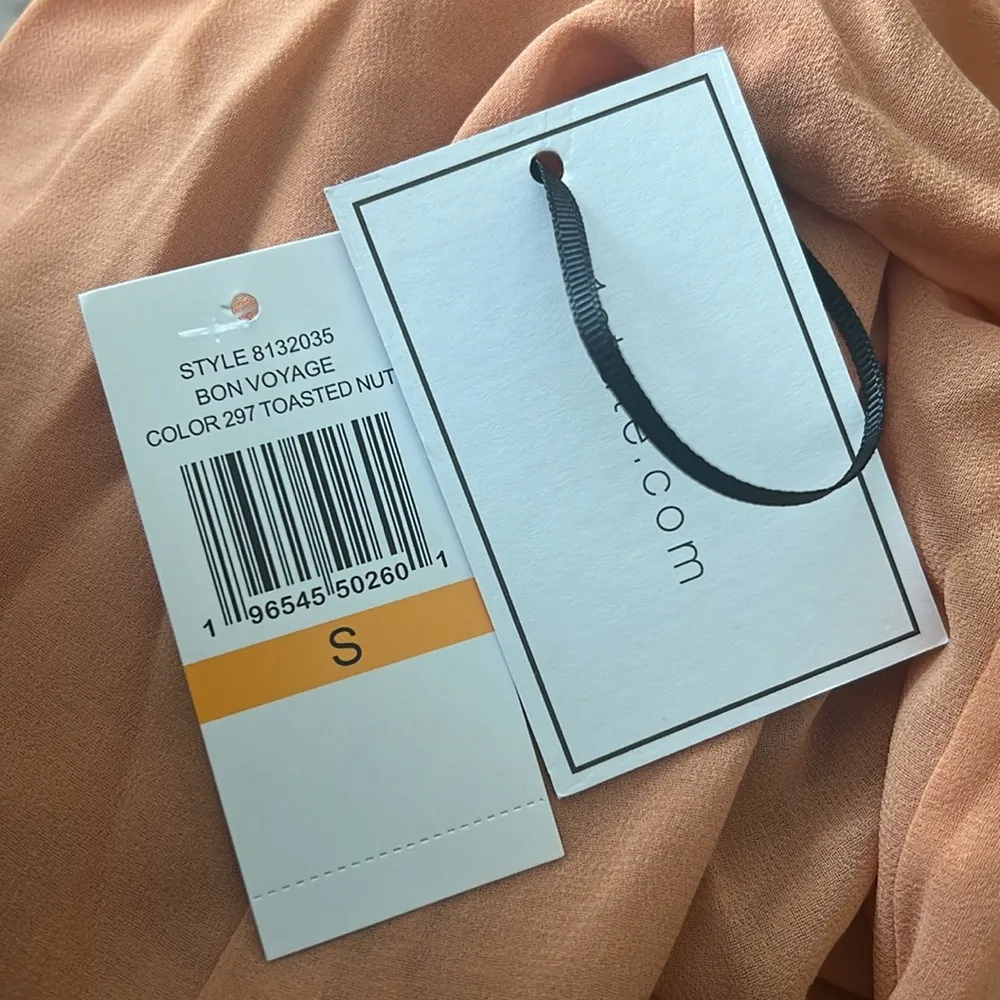 STYLE 8132035
BON VOYAGE
COLOR 297 TOASTED NUT
1 96545 50260 1
S
e.com